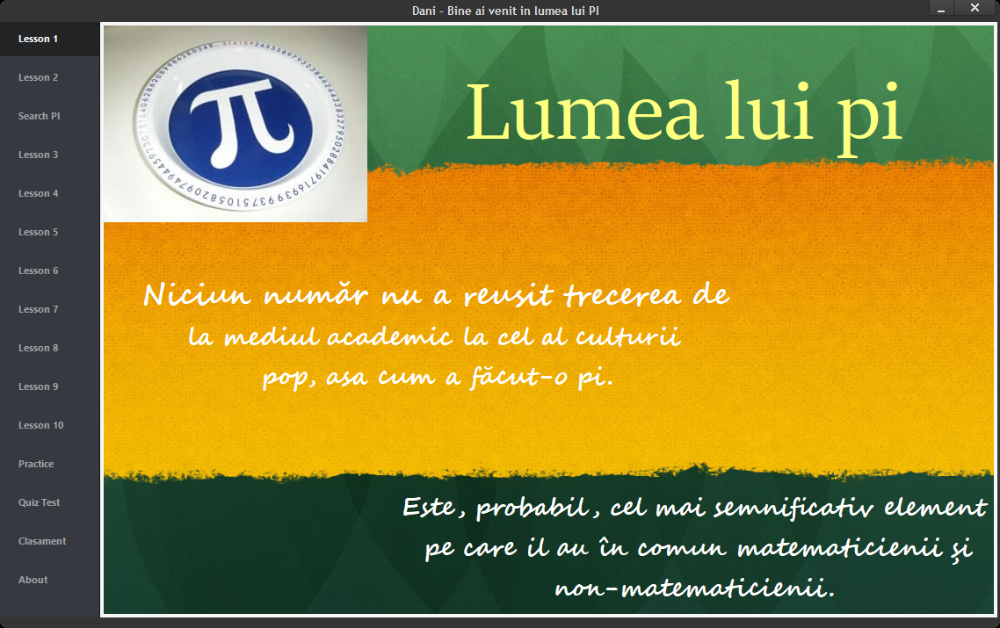 Dani - Bine ai venit in lumea lui PI
Lesson 1
Lesson 2
Search PI
Lesson 3
Lesson 4
Lesson 5
Lesson 6
Lesson 7
Lesson 8
Lesson 9
Lesson 10
Practice
Quiz Test
Clasament
About
π
Lumea lui pi
Niciun număr nu a reusit trecerea de
la mediul academic la cel al culturii
pop, asa cum a făcut-o pi.
Este, probabil, cel mai semnificativ element
pe care il au în comun matematicienii și
non-matematicienii.